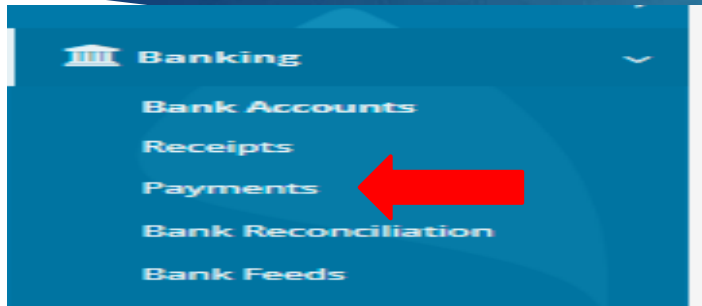 Banking
Bank Accounts
Receipts
Payments
Bank Reconciliation
Bank Feeds